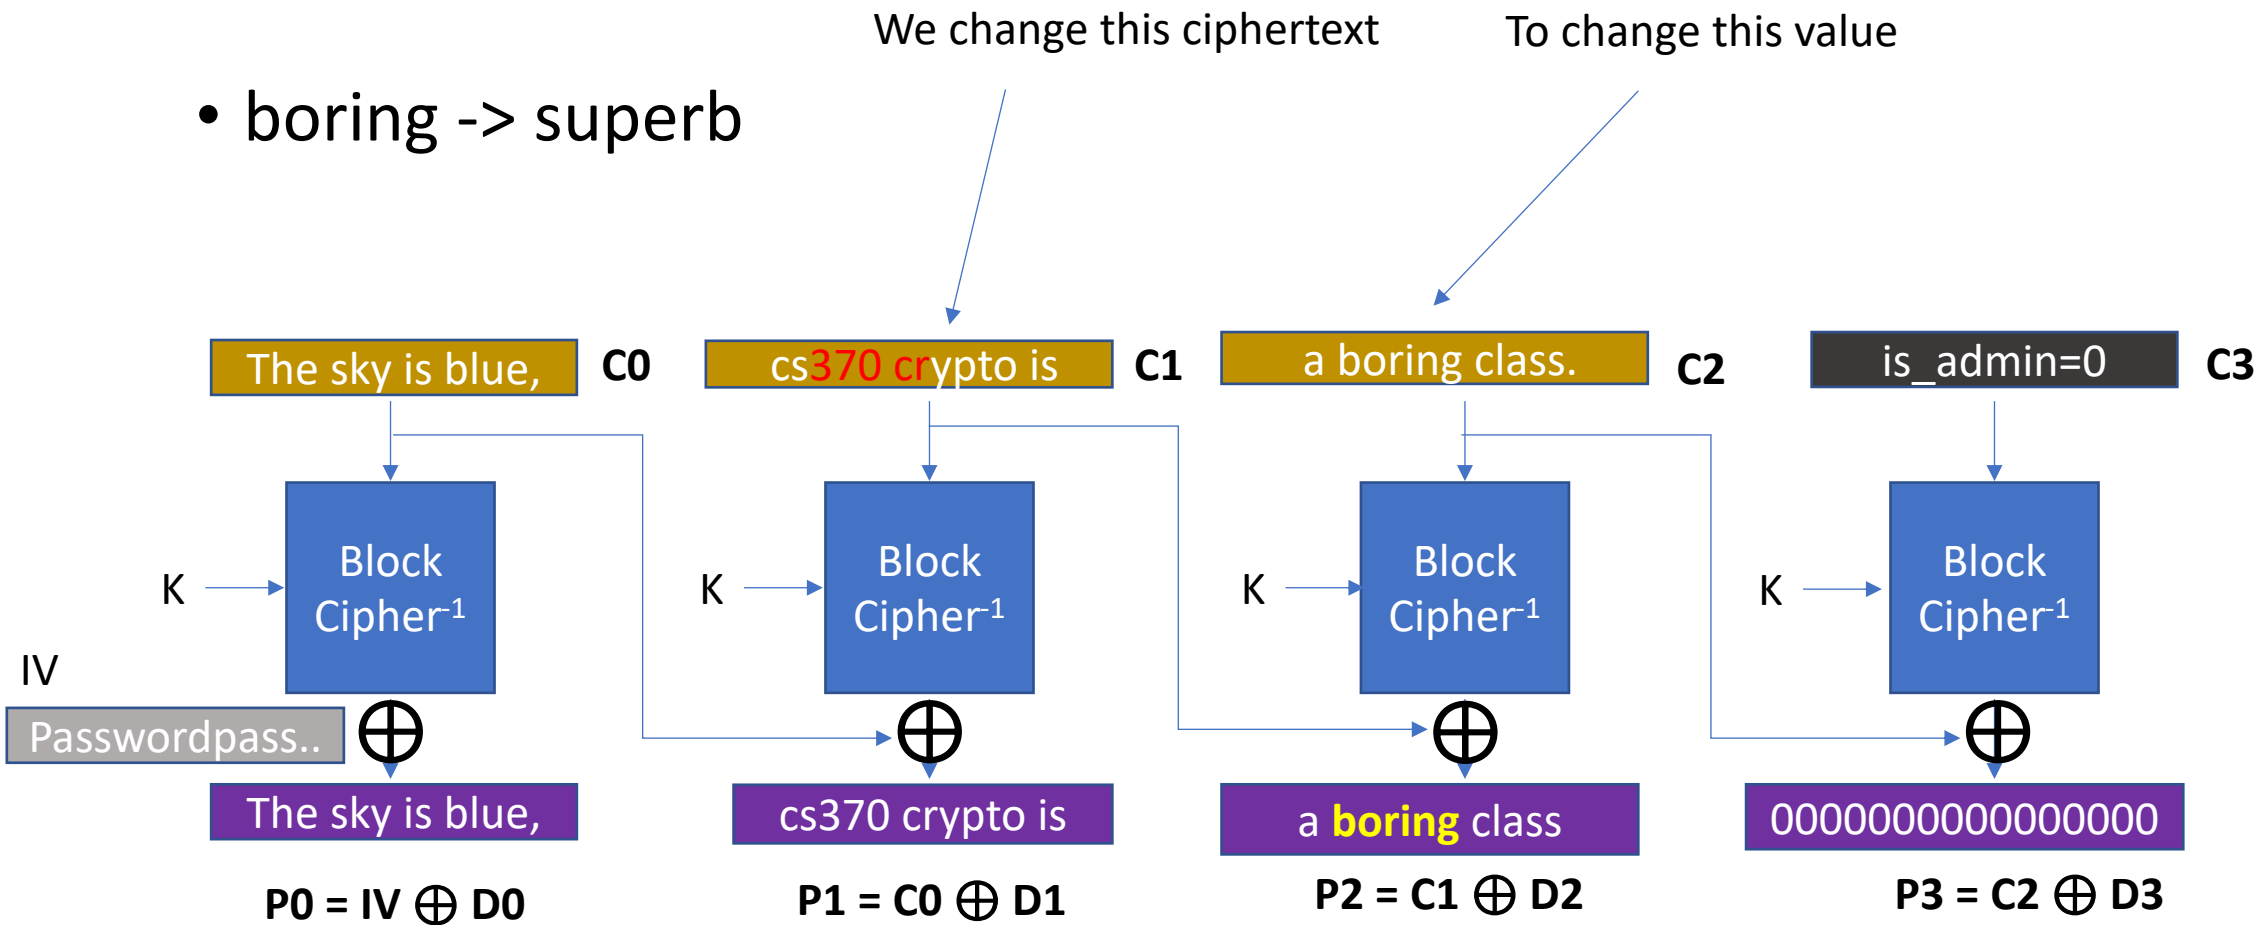 We change this ciphertext
To change this value
• boring -> superb
The sky is blue,
C0
cs370 crypto is
C1
a boring class.
C2
is_admin=0
C3
K
Block
Cipher-1
K
Block
Cipher-1
K
Block
Cipher-1
K
Block
Cipher-1
IV
Passwordpass..
The sky is blue,
cs370 crypto is
a boring class
0000000000000000
P0 = IV ⊕ D0
P1 = C0 ⊕ D1
P2 = C1 ⊕ D2
P3 = C2 ⊕ D3